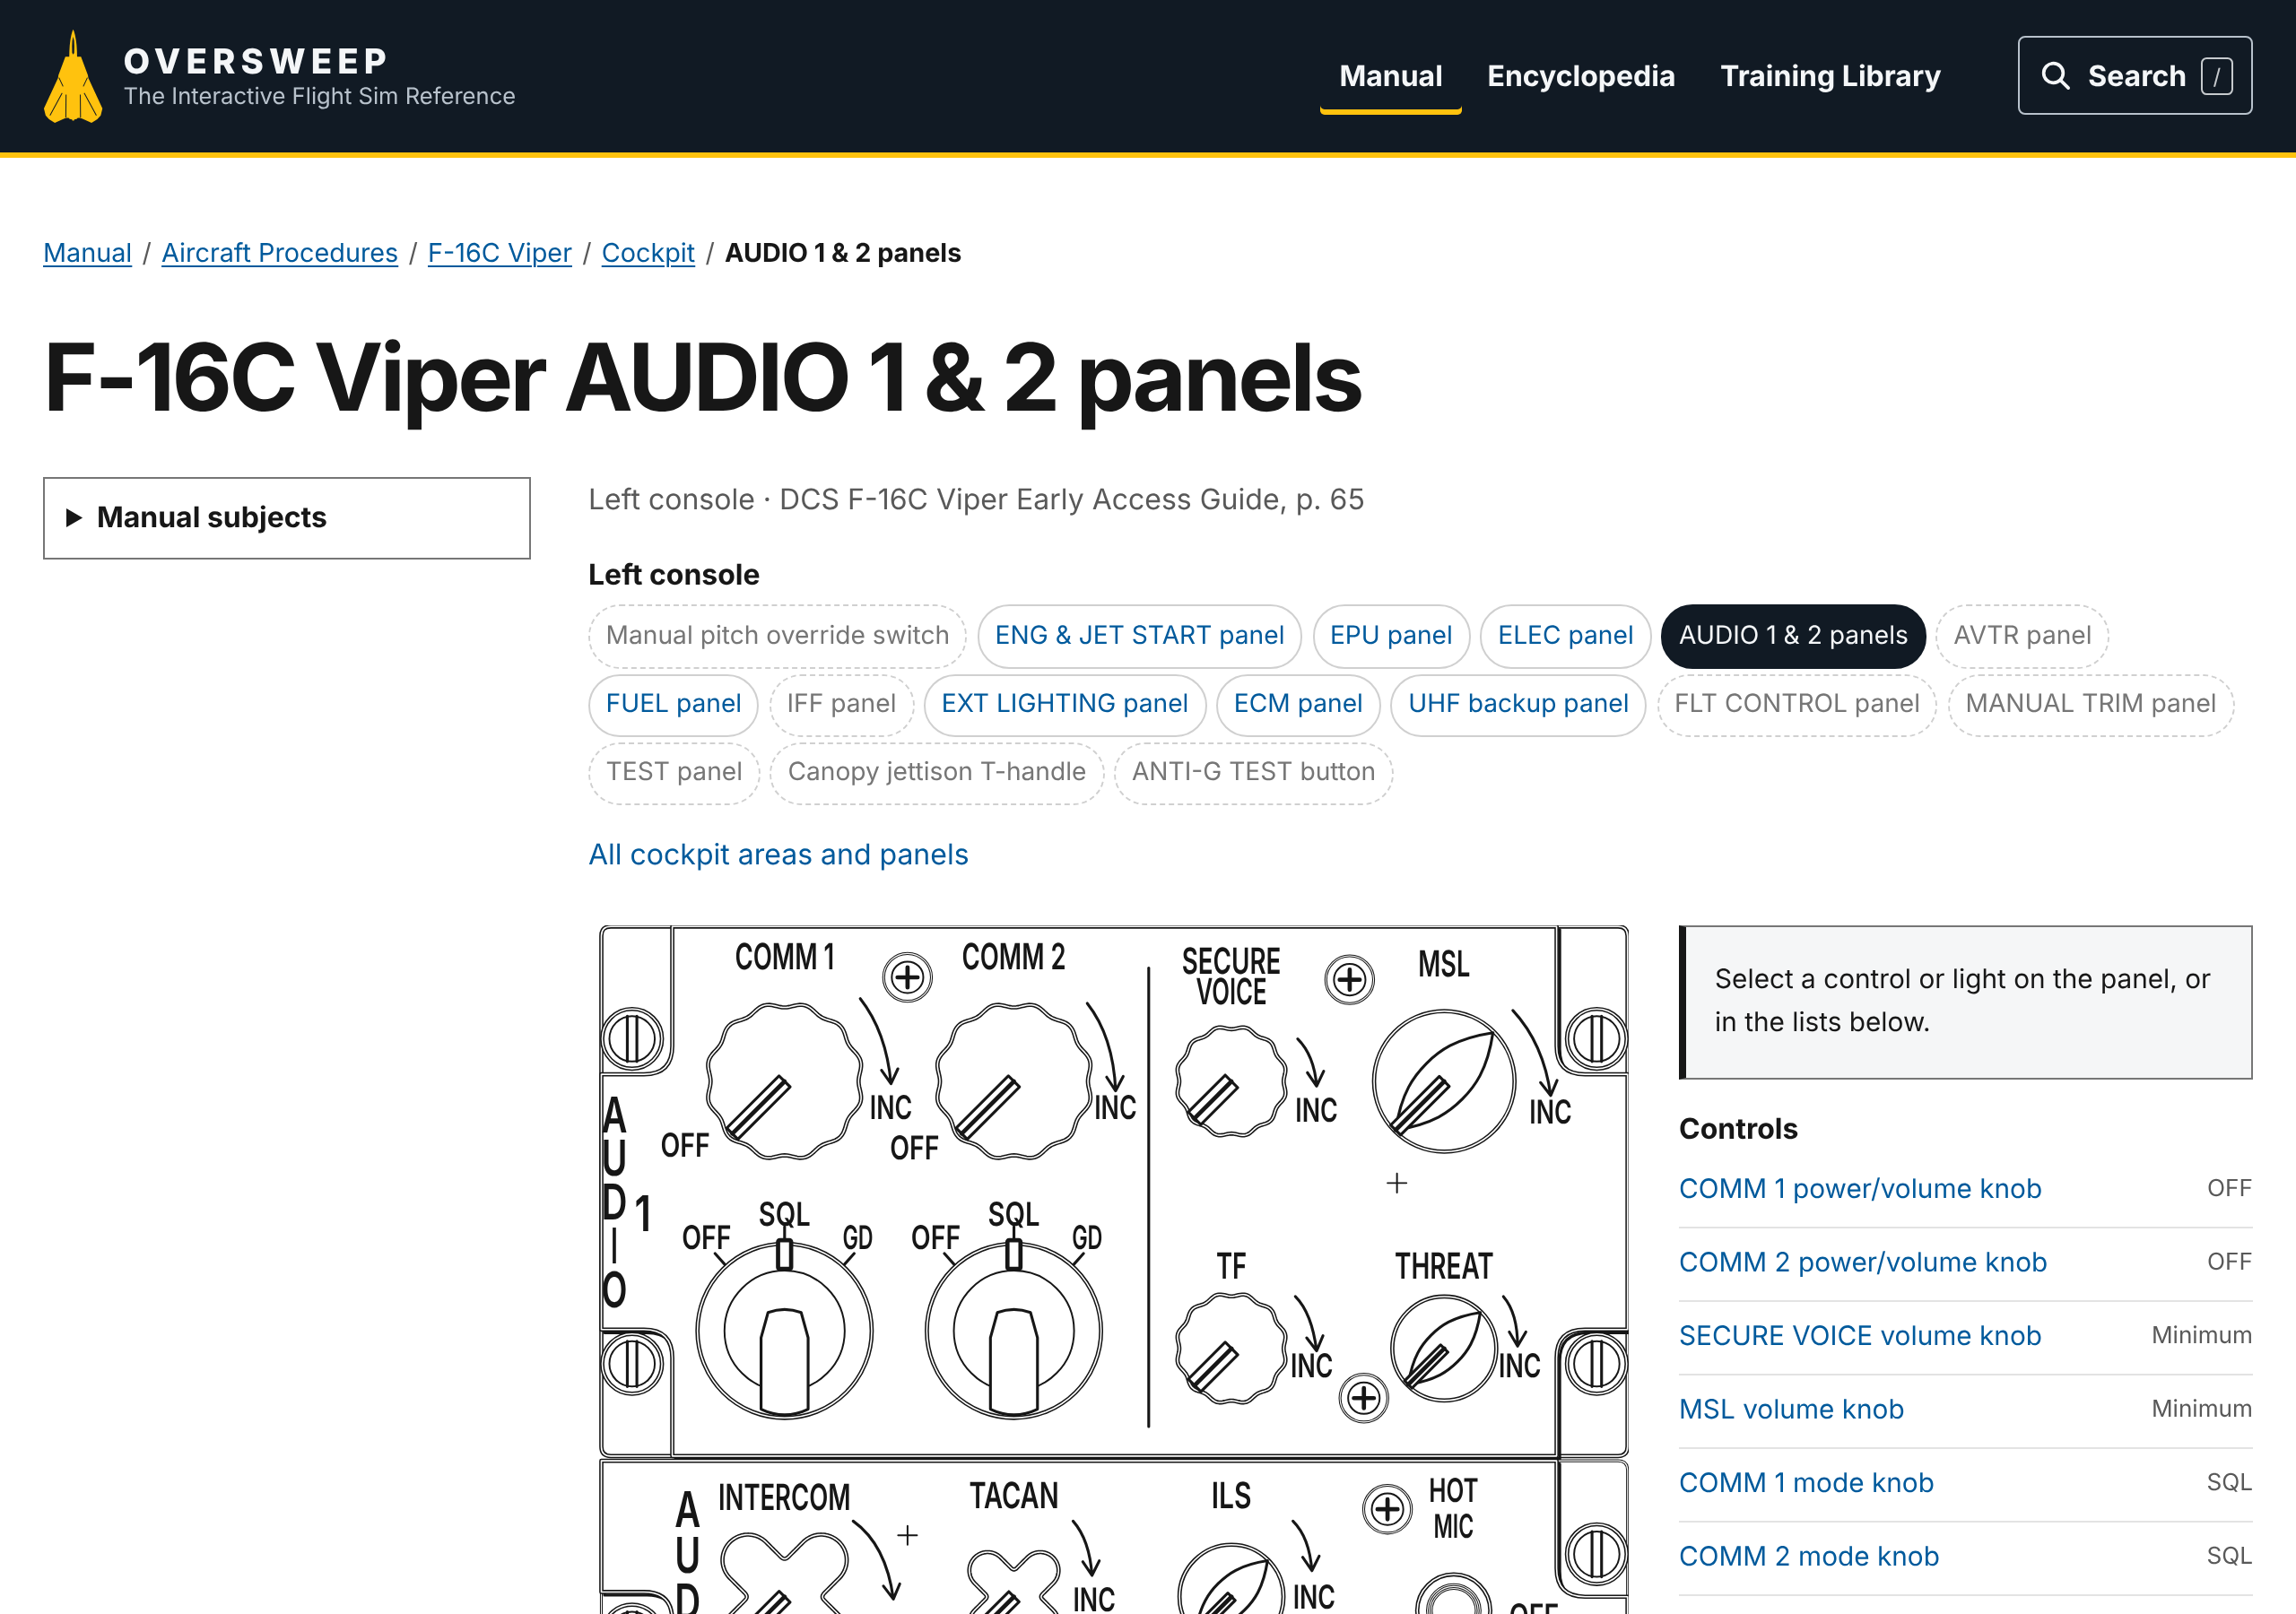 OVERSWEEP
The Interactive Flight Sim Reference
Manual
Encyclopedia
Training Library
Search /
Manual / Aircraft Procedures / F-16C Viper / Cockpit / AUDIO 1 & 2 panels
F-16C Viper AUDIO 1 & 2 panels
Manual subjects
Left console · DCS F-16C Viper Early Access Guide, p. 65
Left console
Manual pitch override switch
ENG & JET START panel
EPU panel
ELEC panel
AUDIO 1 & 2 panels
AVTR panel
FUEL panel
IFF panel
EXT LIGHTING panel
ECM panel
UHF backup panel
FLT CONTROL panel
MANUAL TRIM panel
TEST panel
Canopy jettison T-handle
ANTI-G TEST button
All cockpit areas and panels
COMM 1
COMM 2
SECURE
VOICE
MSL
INC
INC
INC
INC
OFF
OFF
AUDIO 1
OFF
SQL
GD
OFF
SQL
GD
TF
THREAT
INC
INC
AUD
INTERCOM
TACAN
ILS
HOT
MIC
INC
INC
OFF
Select a control or light on the panel, or
in the lists below.
Controls
COMM 1 power/volume knob OFF
COMM 2 power/volume knob OFF
SECURE VOICE volume knob Minimum
MSL volume knob Minimum
COMM 1 mode knob SQL
COMM 2 mode knob SQL